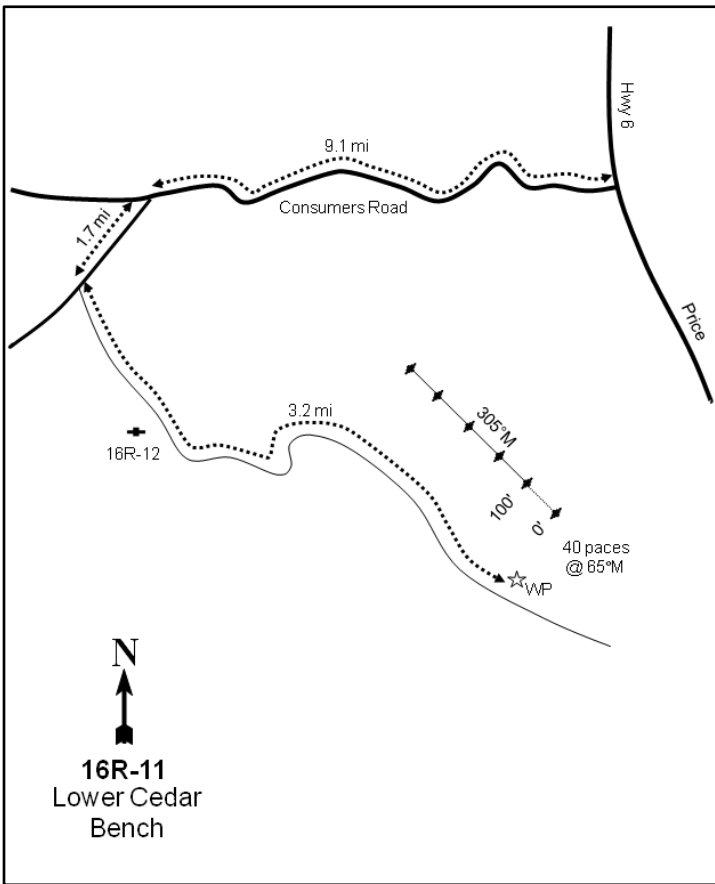 Hwy 6
9.1 mi
Consumers Road
1.7 mi
Price
305°M
3.2 mi
16R-12
100'
0'
40 paces
@ 65°M
WP
N
16R-11
Lower Cedar
Bench